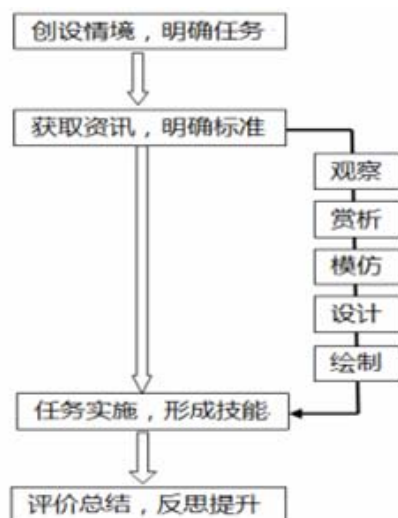 创设情境，明确任务
获取资讯，明确标准
观察
赏析
模仿
设计
绘制
任务实施，形成技能
评价总结，反思提升